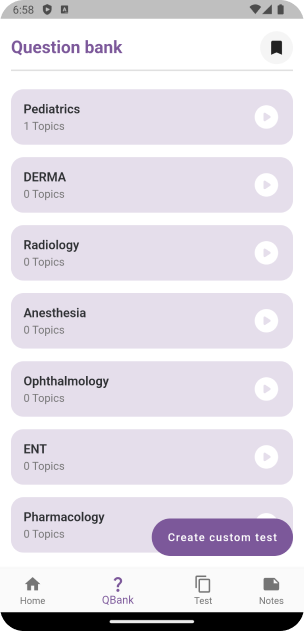 6:58
Question bank
Pediatrics
1 Topics
DERMA
0 Topics
Radiology
0 Topics
Anesthesia
0 Topics
Ophthalmology
0 Topics
ENT
0 Topics
Pharmacology
0 Topics
Create custom test
Home
QBank
Test
Notes